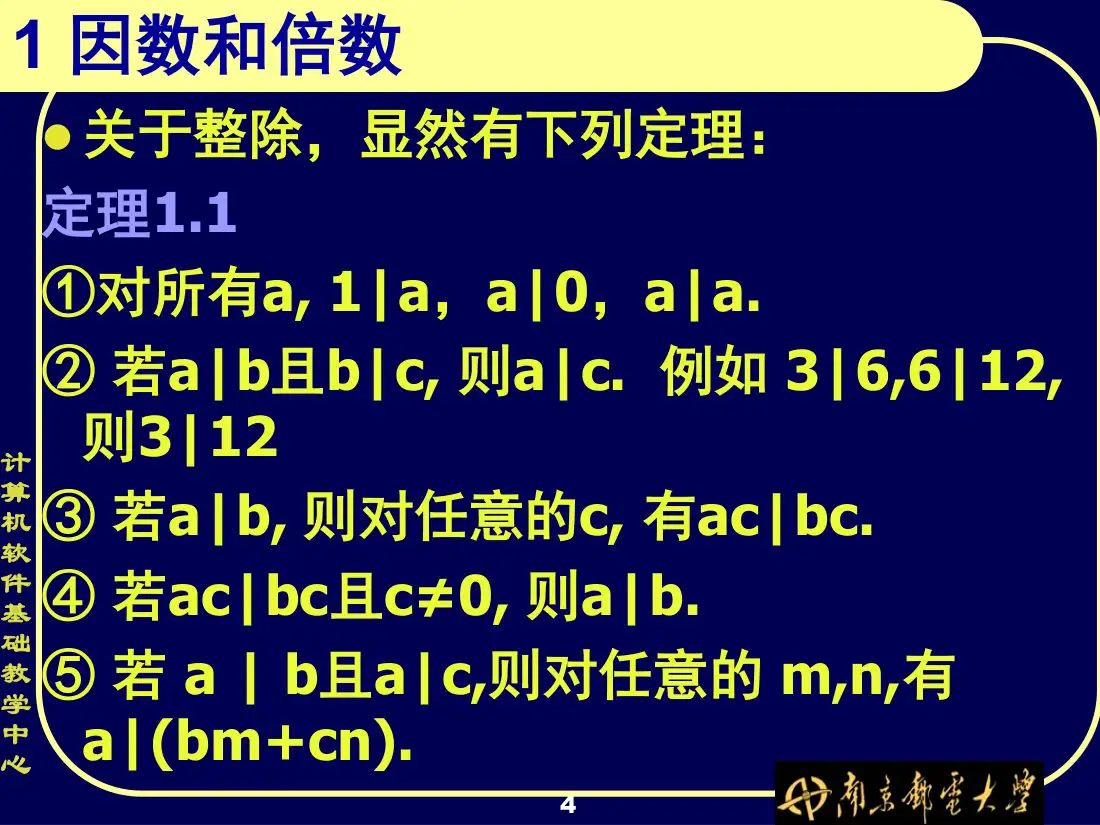 1 因数和倍数
●关于整除，显然有下列定理：
定理1.1
①对所有a, 1|a，a|0，a|a.
② 若a|b且b|c, 则a|c. 例如 3|6,6|12,
则3|12
③ 若a|b, 则对任意的c, 有ac|bc.
④ 若ac|bc且c≠0, 则a|b.
⑤ 若 a | b且a|c,则对任意的 m,n,有
a|(bm+cn).
计算机软件基础教学中心
4
南京郵電大學